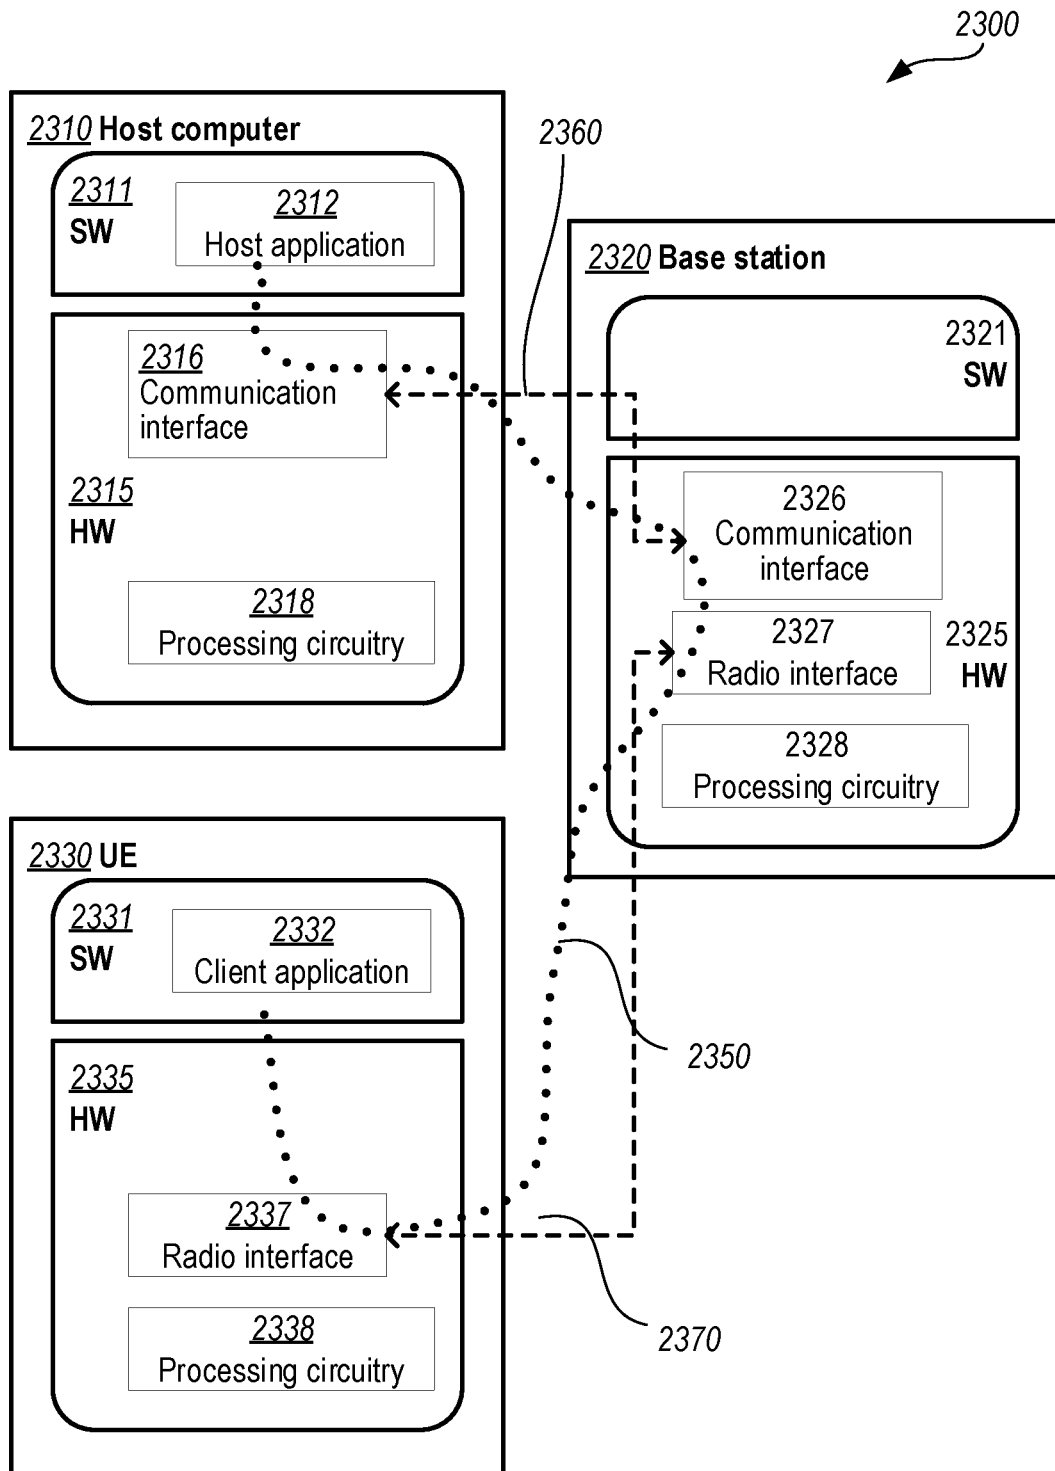 2300
2310 Host computer
2311
SW
2312
Host application
2316
Communication
interface
2315
HW
2318
Processing circuitry
2360
2320 Base station
2321
SW
2326
Communication
interface
2327
Radio interface
2325
HW
2328
Processing circuitry
2330 UE
2331
SW
2332
Client application
2335
HW
2337
Radio interface
2338
Processing circuitry
2350
2370